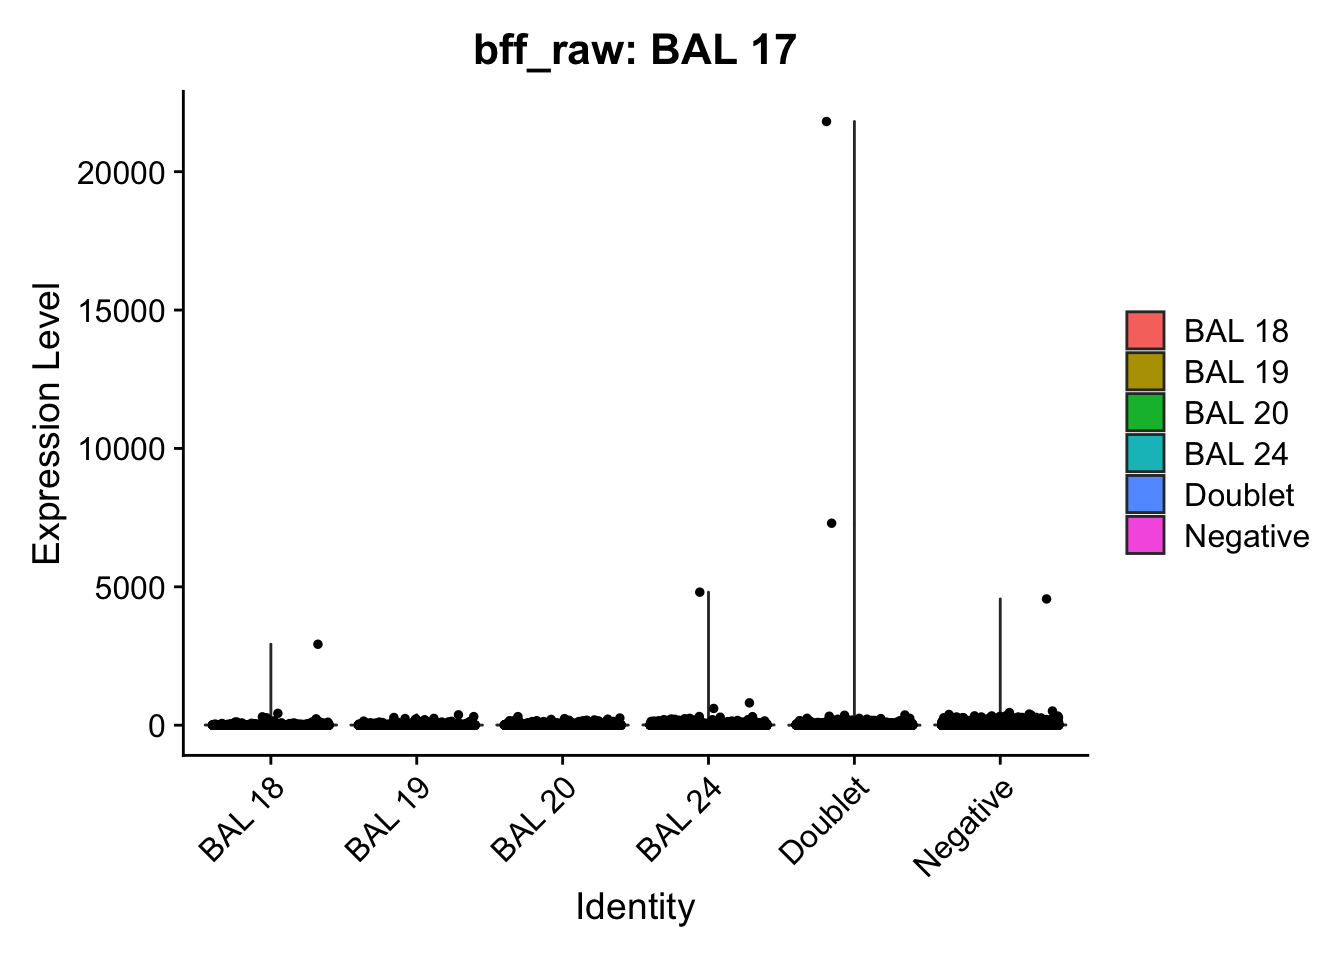 bff_raw: BAL 17
Expression Level
20000
15000
10000
5000
0
BAL 18
BAL 19
BAL 20
BAL 24
Doublet
Negative
Identity
BAL 18
BAL 19
BAL 20
BAL 24
Doublet
Negative